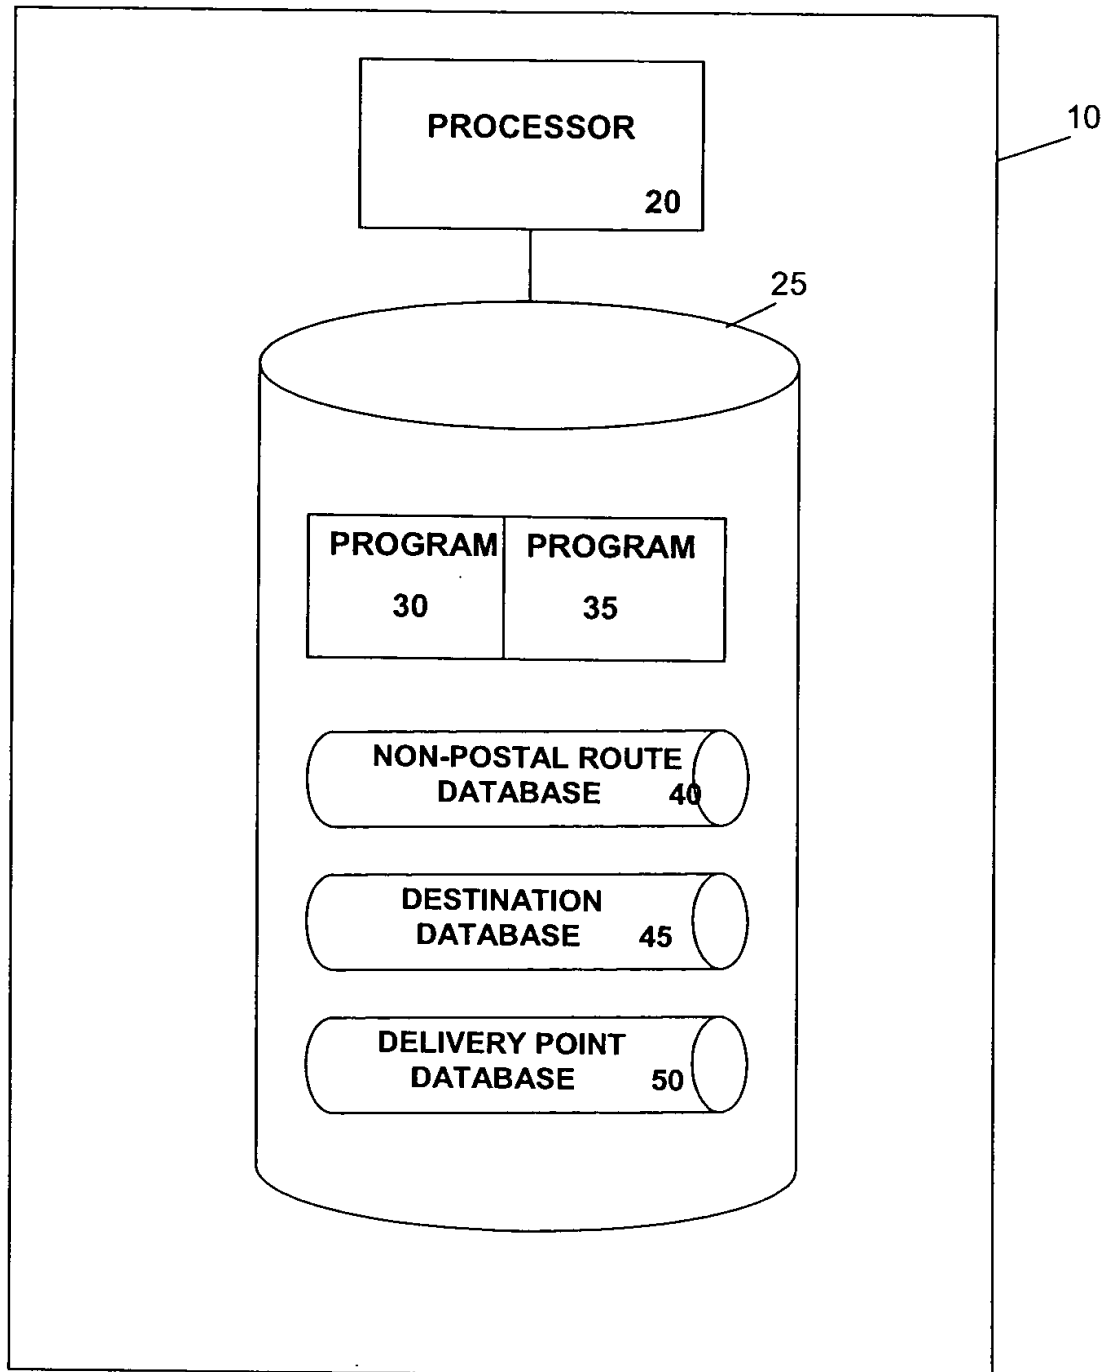 PROCESSOR
20
10
25
PROGRAM PROGRAM
30 35
NON-POSTAL ROUTE
DATABASE 40
DESTINATION
DATABASE 45
DELIVERY POINT
DATABASE 50